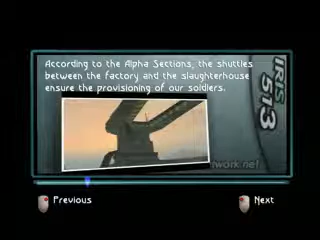 According to the Alpha Sections, the shuttles
between the factory and the slaughterhouse
ensure the provisioning of our soldiers.
IRIS
513
twork.net
Previous
Next